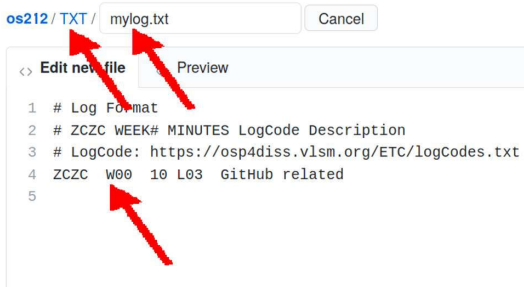 os212 / TXT / mylog.txt Cancel
<> Edit new file Preview
1 # Log Format
2 # ZCZC WEEK# MINUTES LogCode Description
3 # LogCode: https://osp4diss.vlsm.org/ETC/logCodes.txt
4 ZCZC W00 10 L03 GitHub related
5